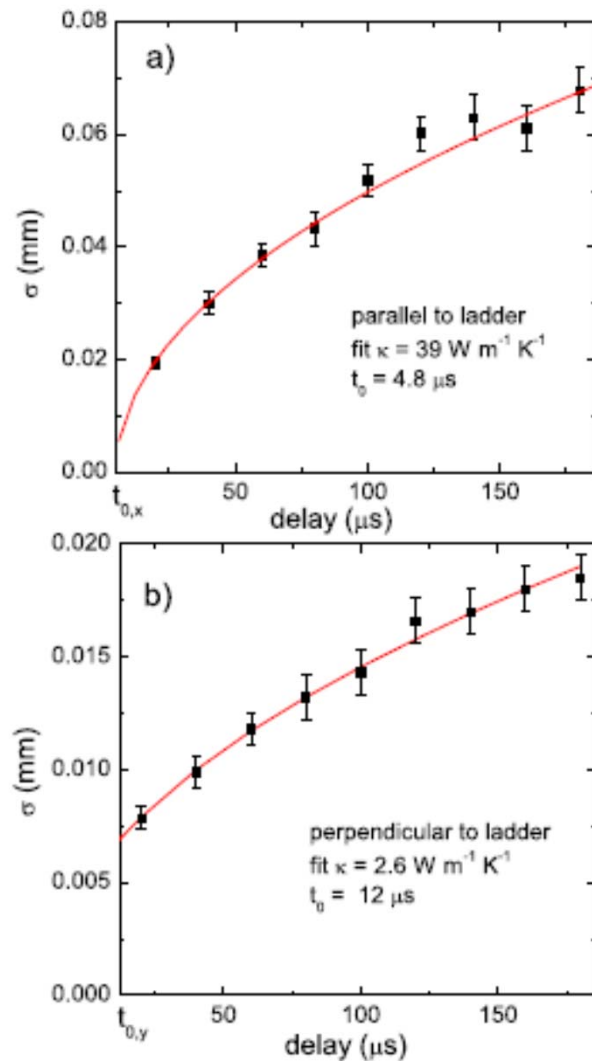 a)
σ (mm)
0.08
0.06
0.04
0.02
0.00
parallel to ladder
fit κ = 39 W m⁻¹ K⁻¹
t₀ = 4.8 μs
t₀,ₓ
50
100
150
delay (μs)
b)
σ (mm)
0.020
0.015
0.010
0.005
0.000
perpendicular to ladder
fit κ = 2.6 W m⁻¹ K⁻¹
t₀ = 12 μs
t₀,y
50
100
150
delay (μs)